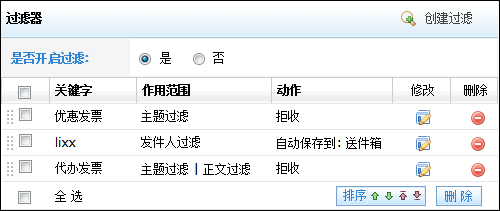 过滤器 创建过滤
是否开启过滤: 是 否
关键字 作用范围 动作 修改 删除
优惠发票 主题过滤 拒收
lixx 发件人过滤 自动保存到: 送件箱
代办发票 主题过滤 | 正文过滤 拒收
全 选 排序 删 除